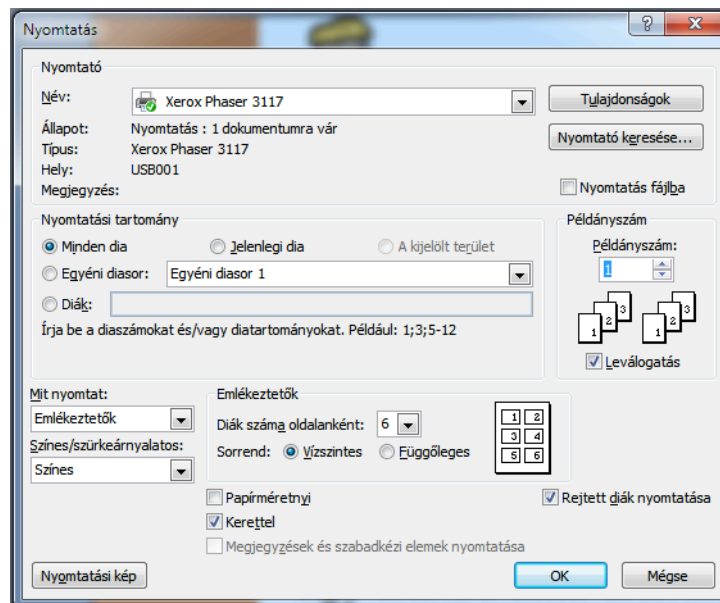 Nyomtatás
Nyomtató
Név: Xerox Phaser 3117 Tulajdonságok
Állapot: Nyomtatás : 1 dokumentumra vár Nyomtató keresése...
Típus: Xerox Phaser 3117
Hely: USB001
Megjegyzés: Nyomtatás fájlba
Nyomtatási tartomány
Minden dia Jelenlegi dia A kijelölt terület
Egyéni diasor: Egyéni diasor 1
Diák:
Írja be a diaszámokat és/vagy diatartományokat. Például: 1;3;5-12
Példányszám
Példányszám:
1
1 2 3 1 2 3
Leválogatás
Mit nyomtat:
Emlékeztetők
Színes/szürkeárnyalatos:
Színes
Emlékeztetők
Diák száma oldalanként: 6
Sorrend: Vízszintes Függőleges
1 2
3 4
5 6
Papírméretnyi Rejtett diák nyomtatása
Kerettel
Megjegyzések és szabadkézi elemek nyomtatása
Nyomtatási kép OK Mégse